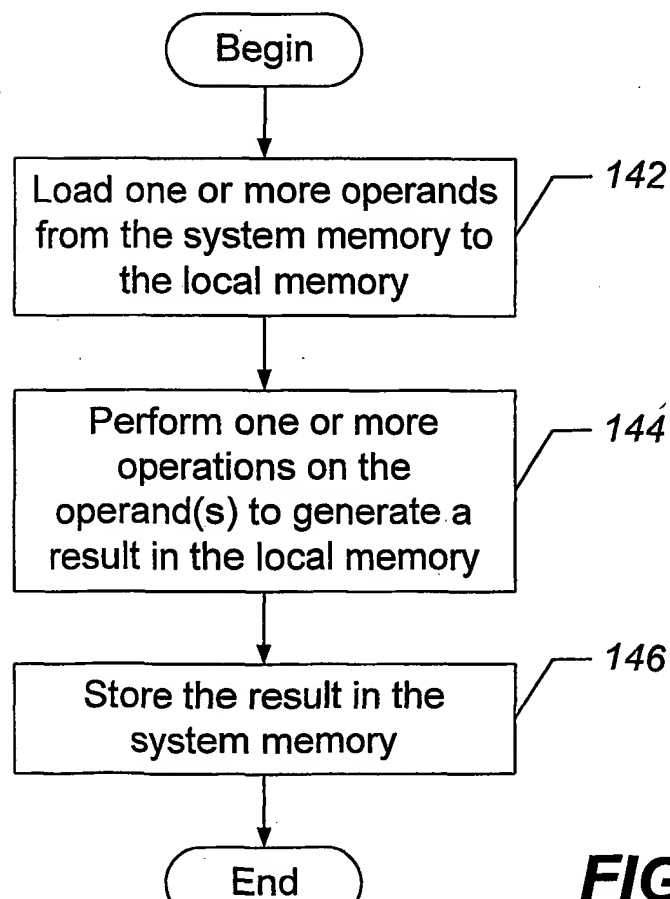 Begin
Load one or more operands
from the system memory to
the local memory
142
Perform one or more
operations on the
operand(s) to generate a
result in the local memory
144
Store the result in the
system memory
146
End
FIG